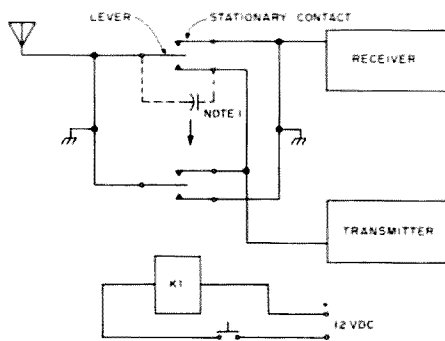 LEVER
STATIONARY CONTACT
RECEIVER
NOTE 1
TRANSMITTER
K1
+
12 VDC